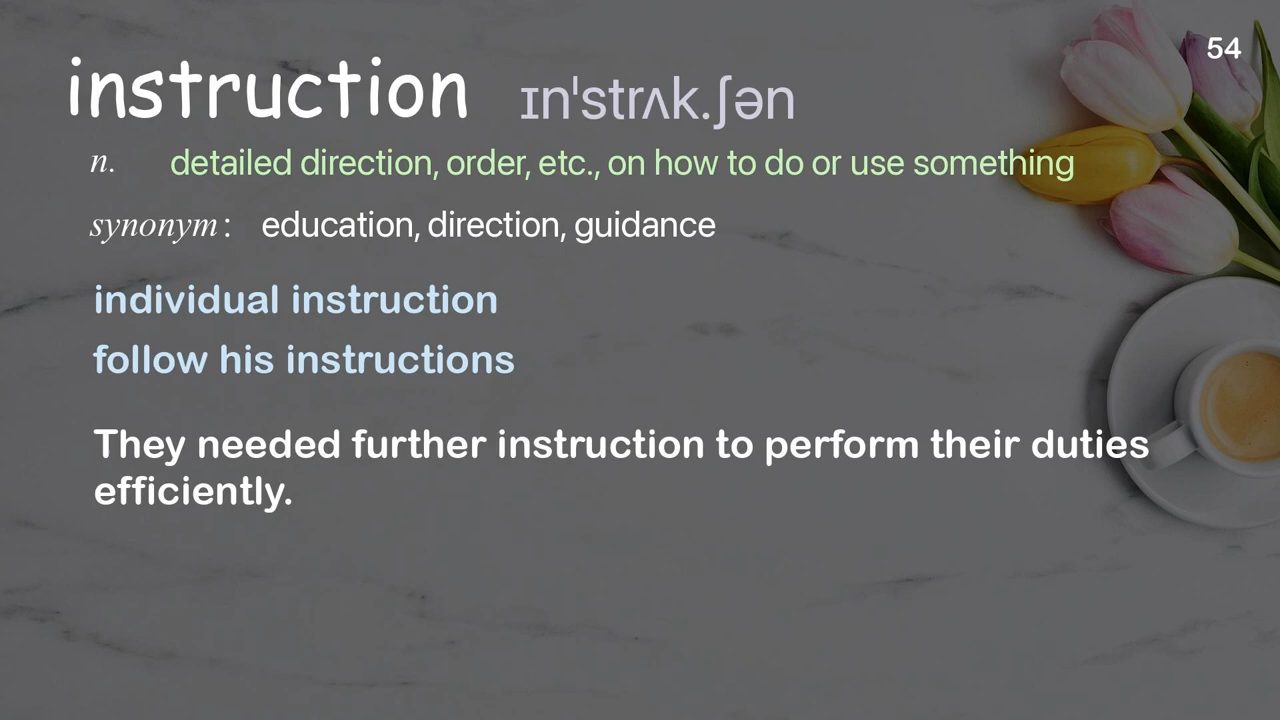 54
instruction ɪnˈstrʌk.ʃən
n. detailed direction, order, etc., on how to do or use something
synonym: education, direction, guidance
individual instruction
follow his instructions
They needed further instruction to perform their duties
efficiently.